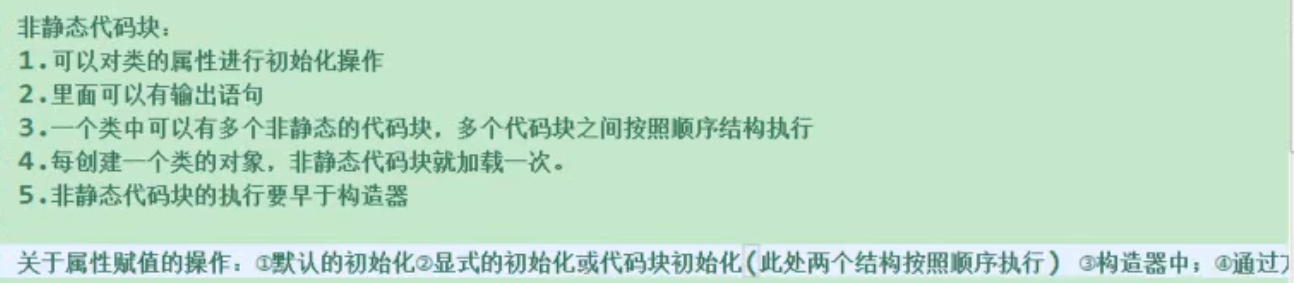 非静态代码块：
1.可以对类的属性进行初始化操作
2.里面可以有输出语句
3.一个类中可以有多个非静态的代码块，多个代码块之间按照顺序结构执行
4.每创建一个类的对象，非静态代码块就加载一次。
5.非静态代码块的执行要早于构造器
关于属性赋值的操作：①默认的初始化②显式的初始化或代码块初始化(此处两个结构按照顺序执行) ③构造器中；④通过